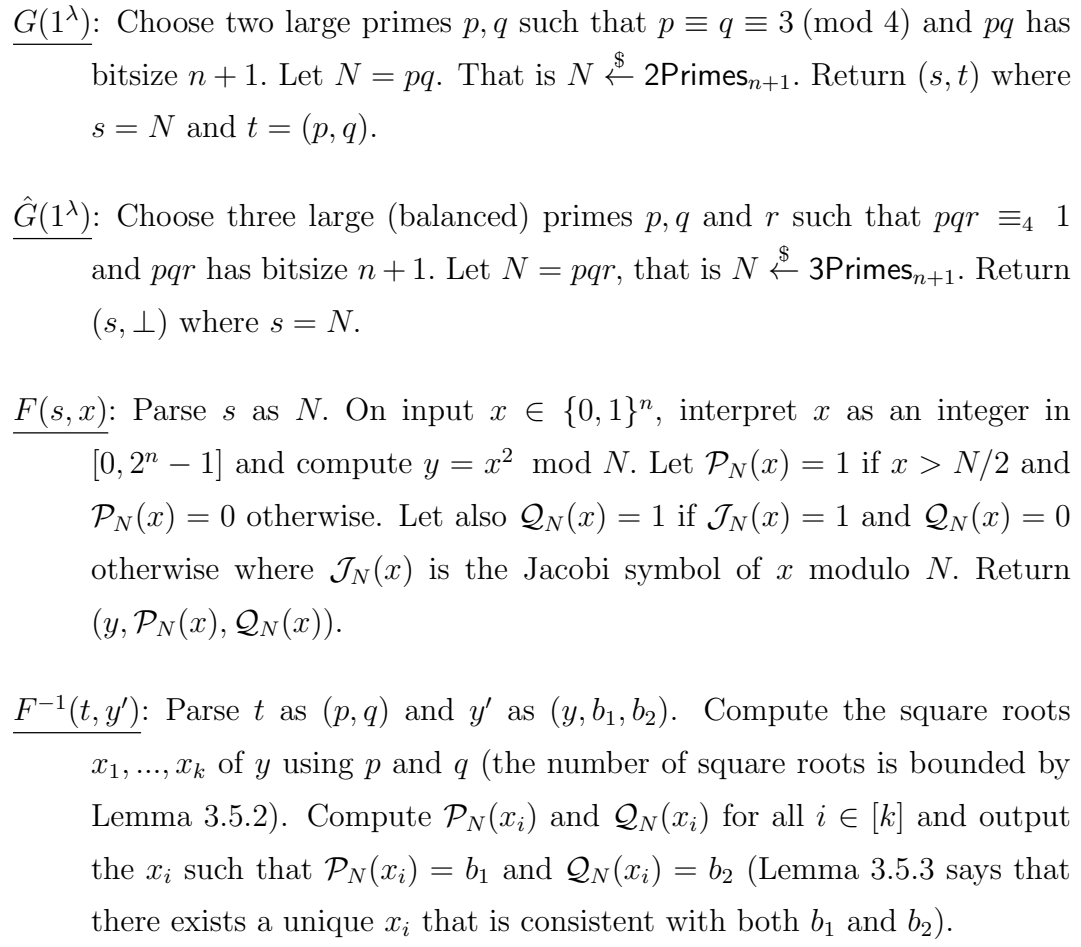 G(1^λ): Choose two large primes p, q such that p ≡ q ≡ 3 (mod 4) and pq has
bitsize n + 1. Let N = pq. That is N $← 2Primes_{n+1}. Return (s, t) where
s = N and t = (p, q).
Ĝ(1^λ): Choose three large (balanced) primes p, q and r such that pqr ≡_4 1
and pqr has bitsize n + 1. Let N = pqr, that is N $← 3Primes_{n+1}. Return
(s, ⊥) where s = N.
F(s, x): Parse s as N. On input x ∈ {0, 1}^n, interpret x as an integer in
[0, 2^n − 1] and compute y = x^2 mod N. Let 𝒫_N(x) = 1 if x > N/2 and
𝒫_N(x) = 0 otherwise. Let also 𝒬_N(x) = 1 if 𝒥_N(x) = 1 and 𝒬_N(x) = 0
otherwise where 𝒥_N(x) is the Jacobi symbol of x modulo N. Return
(y, 𝒫_N(x), 𝒬_N(x)).
F^{−1}(t, y′): Parse t as (p, q) and y′ as (y, b_1, b_2). Compute the square roots
x_1, ..., x_k of y using p and q (the number of square roots is bounded by
Lemma 3.5.2). Compute 𝒫_N(x_i) and 𝒬_N(x_i) for all i ∈ [k] and output
the x_i such that 𝒫_N(x_i) = b_1 and 𝒬_N(x_i) = b_2 (Lemma 3.5.3 says that
there exists a unique x_i that is consistent with both b_1 and b_2).